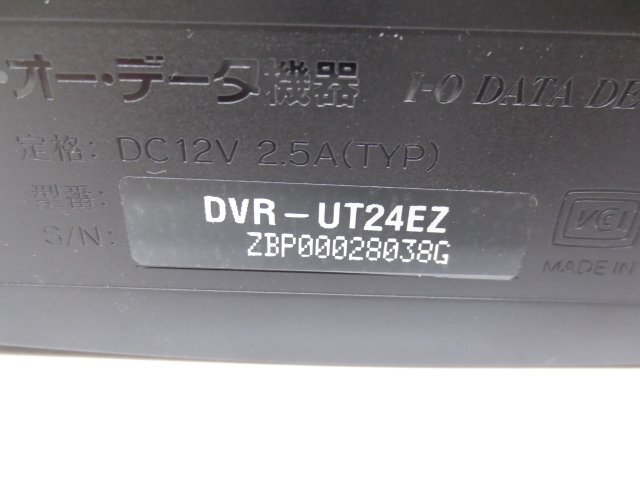 ・オー・データ機器 I-O DATA DE
定格: DC12V 2.5A(TYP)
型番: DVR-UT24EZ
S/N: ZBP00028038G
VCI
MADE IN